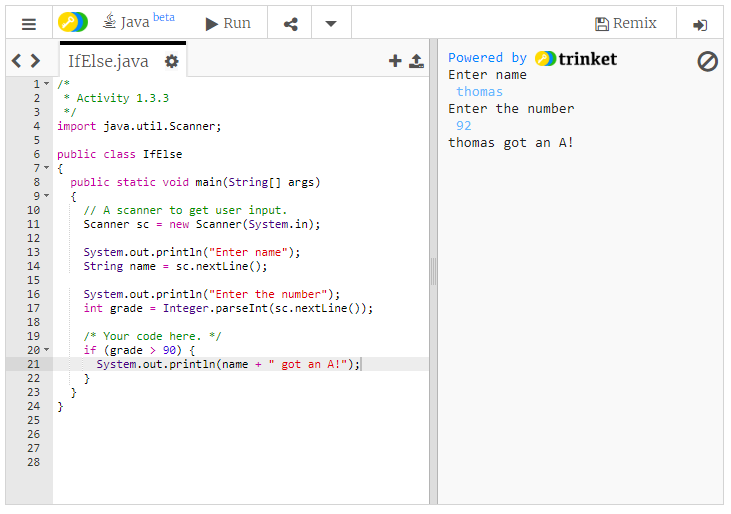 Java beta Run Remix
IfElse.java
1 /*
2  * Activity 1.3.3
3  */
4 import java.util.Scanner;
5
6 public class IfElse
7 {
8   public static void main(String[] args)
9   {
10     // A scanner to get user input.
11     Scanner sc = new Scanner(System.in);
12
13     System.out.println("Enter name");
14     String name = sc.nextLine();
15
16     System.out.println("Enter the number");
17     int grade = Integer.parseInt(sc.nextLine());
18
19     /* Your code here. */
20     if (grade > 90) {
21       System.out.println(name + " got an A!");
22     }
23   }
24 }
25
26
27
28
Powered by trinket
Enter name
thomas
Enter the number
92
thomas got an A!